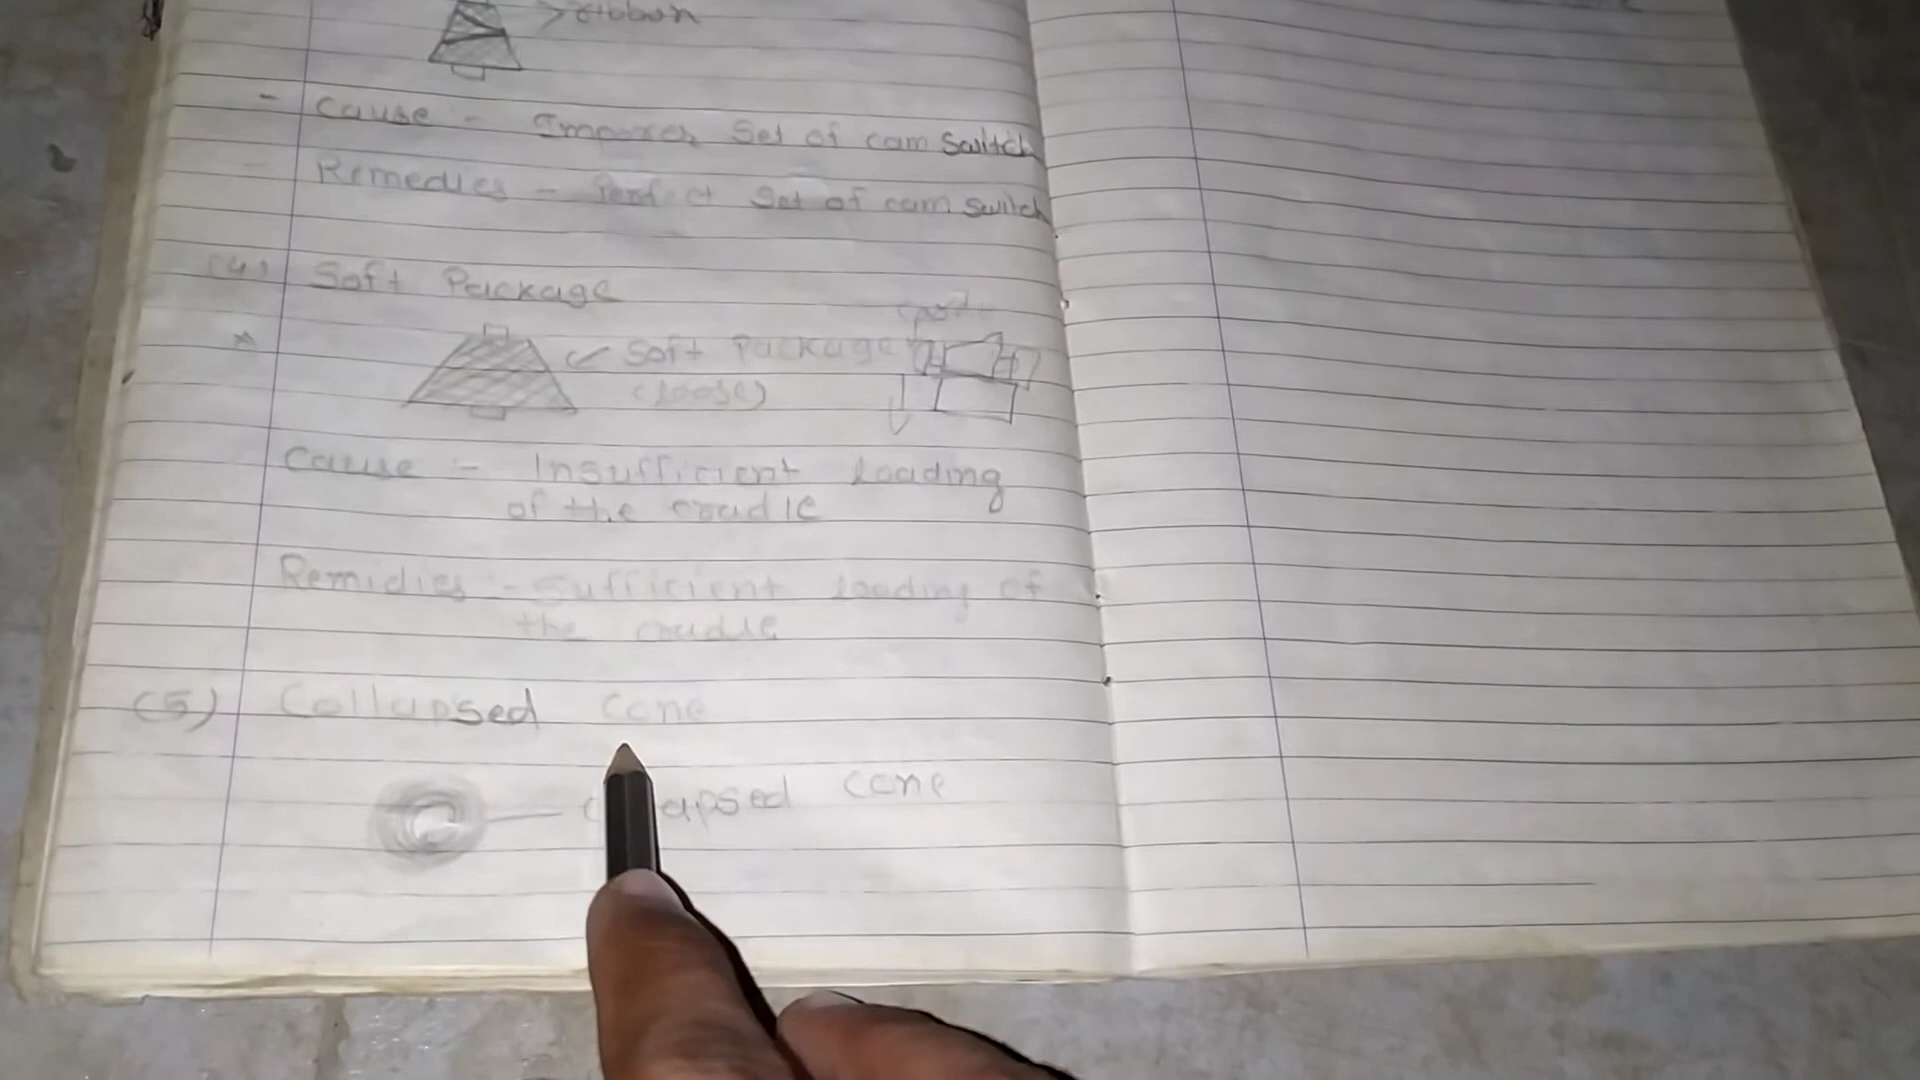 ribbon
- Cause - Improper Set of cam switch
- Remedies - Perfect Set of cam switch
(4) Soft Package
Soft Package
(loose)
Cause - Insufficient loading
of the cradle
Remidies - Sufficient loading of
the cradle
(5) Collapsed cone
apsed cone